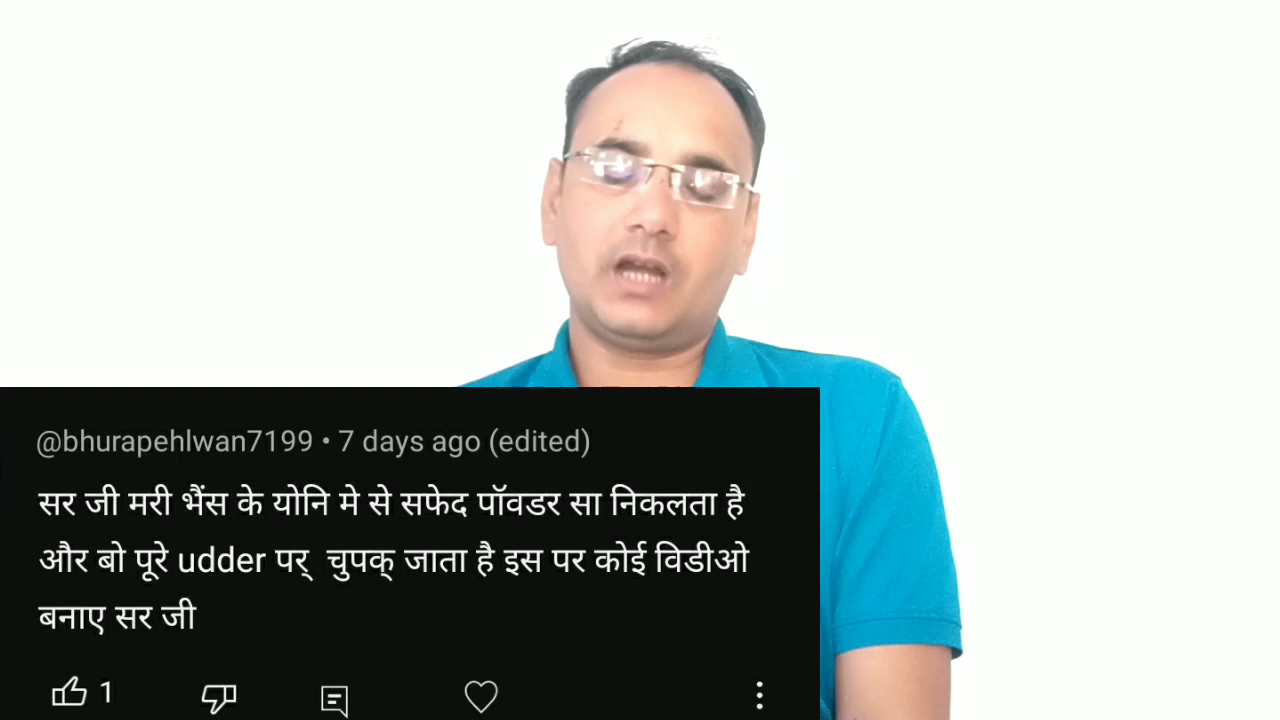 @bhurapehlwan7199 • 7 days ago (edited)
सर जी मरी भैंस के योनि मे से सफेद पॉवडर सा निकलता है
और बो पूरे udder पर् चुपक् जाता है इस पर कोई विडीओ
बनाए सर जी
1